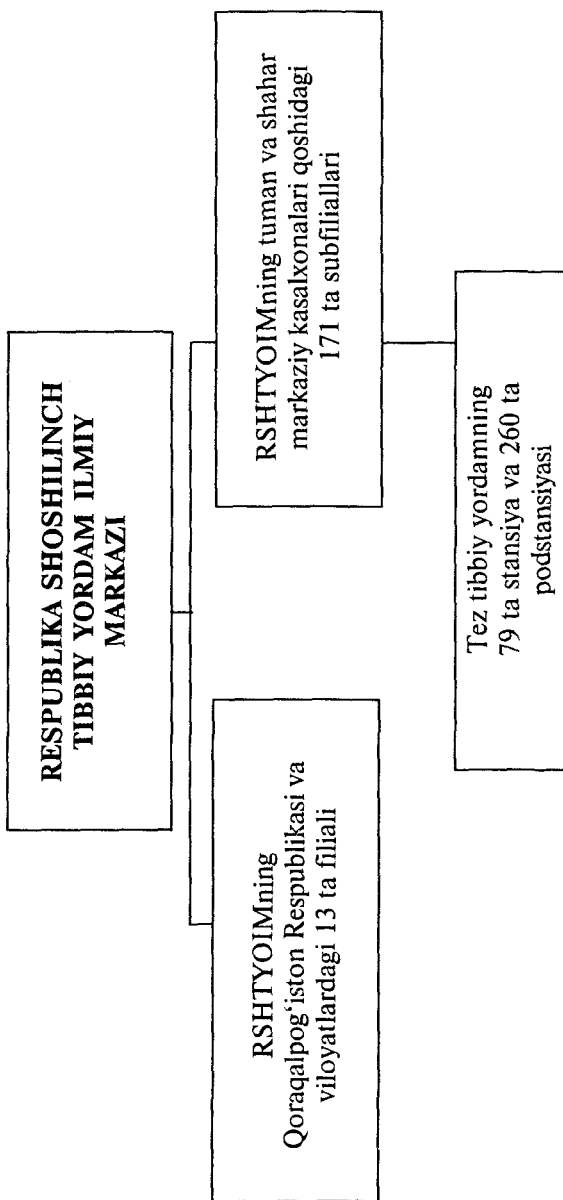 RESPUBLIKA SHOSHILINCH
TIBBIY YORDAM ILMIY
MARKAZI
RSHTYOIMning
Qoraqalpog‘iston Respublikasi va
viloyatlardagi 13 ta filiali
RSHTYOIMning tuman va shahar
markaziy kasalxonalari qoshidagi
171 ta subfiliallari
Tez tibbiy yordamning
79 ta stansiya va 260 ta
podstansiyasi